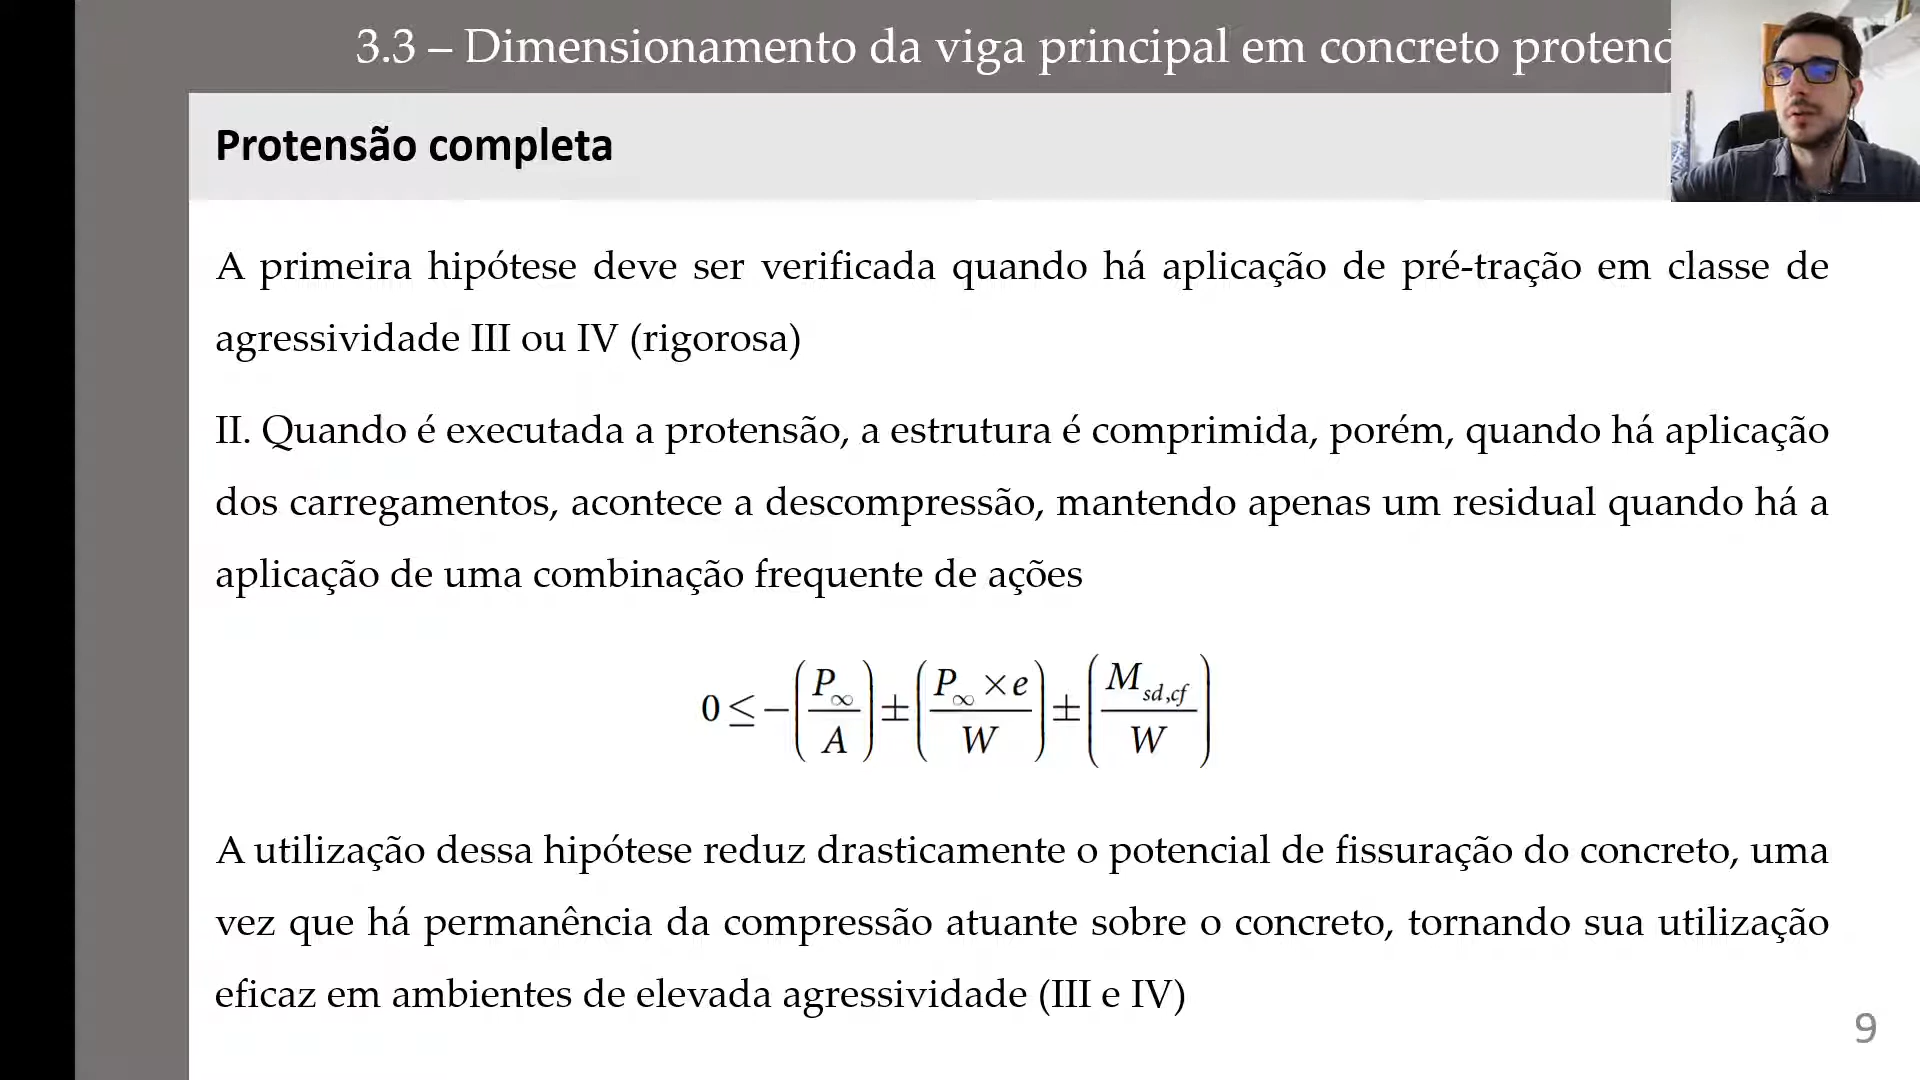 3.3 – Dimensionamento da viga principal em concreto protend
Protensão completa
A primeira hipótese deve ser verificada quando há aplicação de pré-tração em classe de
agressividade III ou IV (rigorosa)
II. Quando é executada a protensão, a estrutura é comprimida, porém, quando há aplicação
dos carregamentos, acontece a descompressão, mantendo apenas um residual quando há a
aplicação de uma combinação frequente de ações
0 ≤ −(P∞/A) ± (P∞ × e/W) ± (Msd,cf/W)
A utilização dessa hipótese reduz drasticamente o potencial de fissuração do concreto, uma
vez que há permanência da compressão atuante sobre o concreto, tornando sua utilização
eficaz em ambientes de elevada agressividade (III e IV)
9